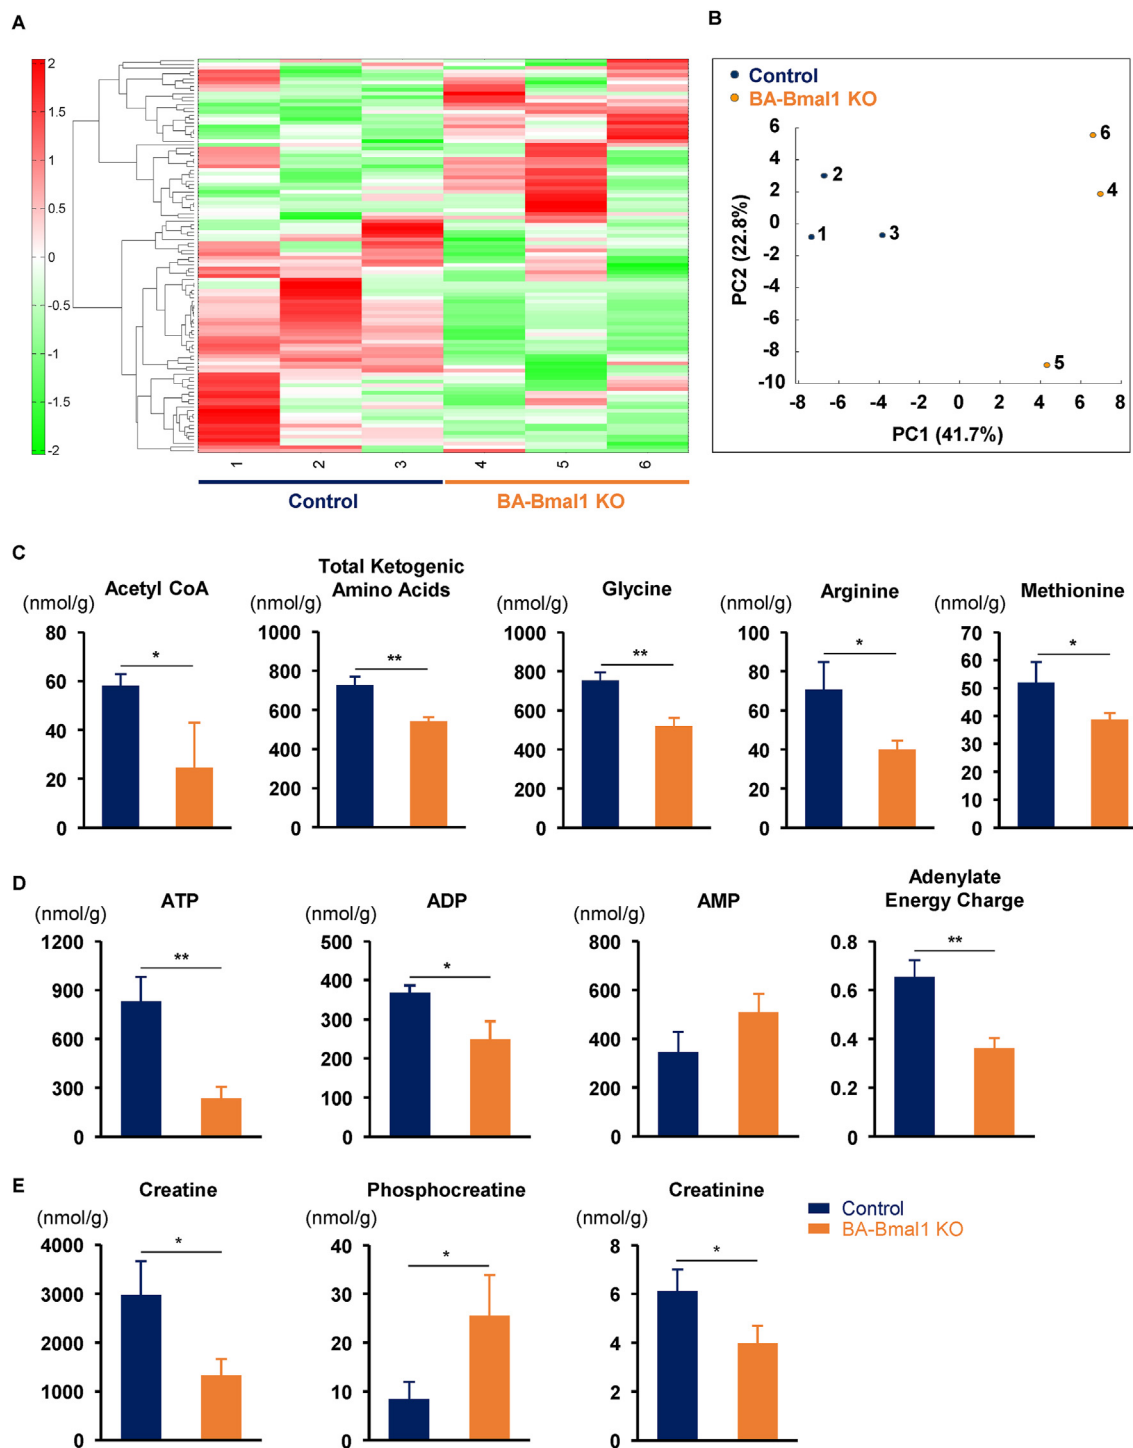 A
B
2
1.5
1
0.5
0
-0.5
-1
-1.5
-2
1
2
3
4
5
6
Control
BA-Bmal1 KO
Control
BA-Bmal1 KO
6
4
2
0
-2
-4
-6
-8
-10
PC2 (22.8%)
1
2
3
4
5
6
-8 -6 -4 -2 0 2 4 6 8
PC1 (41.7%)
C
Acetyl CoA
(nmol/g)
80
60
40
20
0
*
Total Ketogenic
Amino Acids
(nmol/g)
1000
800
600
400
200
0
**
Glycine
(nmol/g)
1000
800
600
400
200
0
**
Arginine
(nmol/g)
100
80
60
40
20
0
*
Methionine
(nmol/g)
70
60
50
40
30
20
10
0
*
D
ATP
(nmol/g)
1200
900
600
300
0
**
ADP
(nmol/g)
500
400
300
200
100
0
*
AMP
(nmol/g)
800
600
400
200
0
Adenylate
Energy Charge
0.8
0.6
0.4
0.2
0
**
E
Creatine
(nmol/g)
4000
3000
2000
1000
0
*
Phosphocreatine
(nmol/g)
40
30
20
10
0
*
Creatinine
(nmol/g)
8
6
4
2
0
*
Control
BA-Bmal1 KO